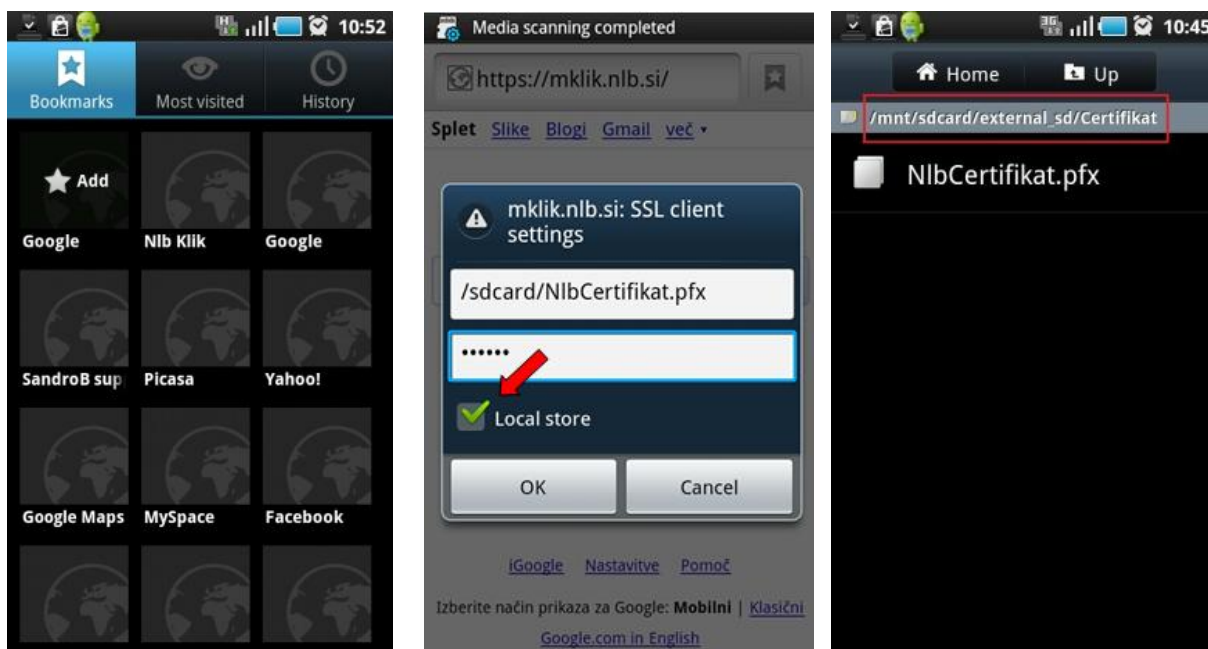 10:52
Bookmarks
Most visited
History
Add
Google
Nlb Klik
Google
SandroB sup
Picasa
Yahoo!
Google Maps
MySpace
Facebook
Media scanning completed
https://mklik.nlb.si/
Splet Slike Blogi Gmail več
mklik.nlb.si: SSL client
settings
/sdcard/NlbCertifikat.pfx
••••••
Local store
OK
Cancel
iGoogle Nastavitve Pomoč
Izberite način prikaza za Google: Mobilni | Klasični
Google.com in English
3G
10:45
Home
Up
/mnt/sdcard/external_sd/Certifikat
NlbCertifikat.pfx